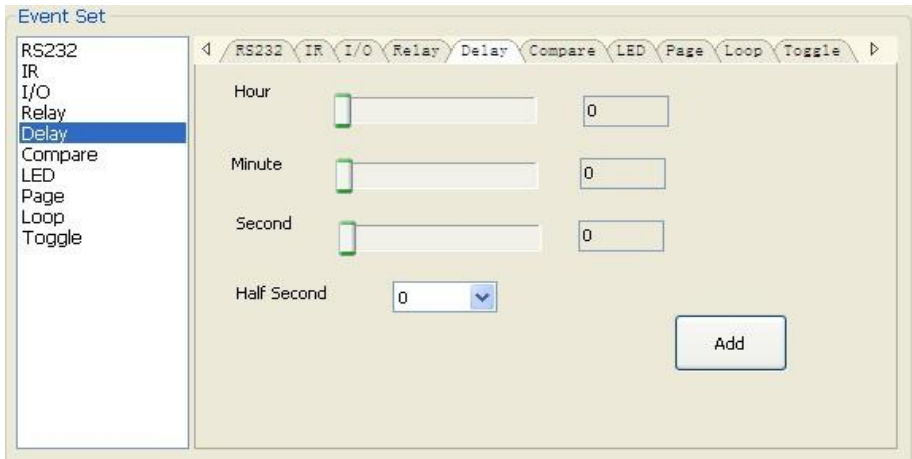 Event Set
RS232
IR
I/O
Relay
Delay
Compare
LED
Page
Loop
Toggle
RS232 IR I/O Relay Delay Compare LED Page Loop Toggle
Hour 0
Minute 0
Second 0
Half Second 0
Add